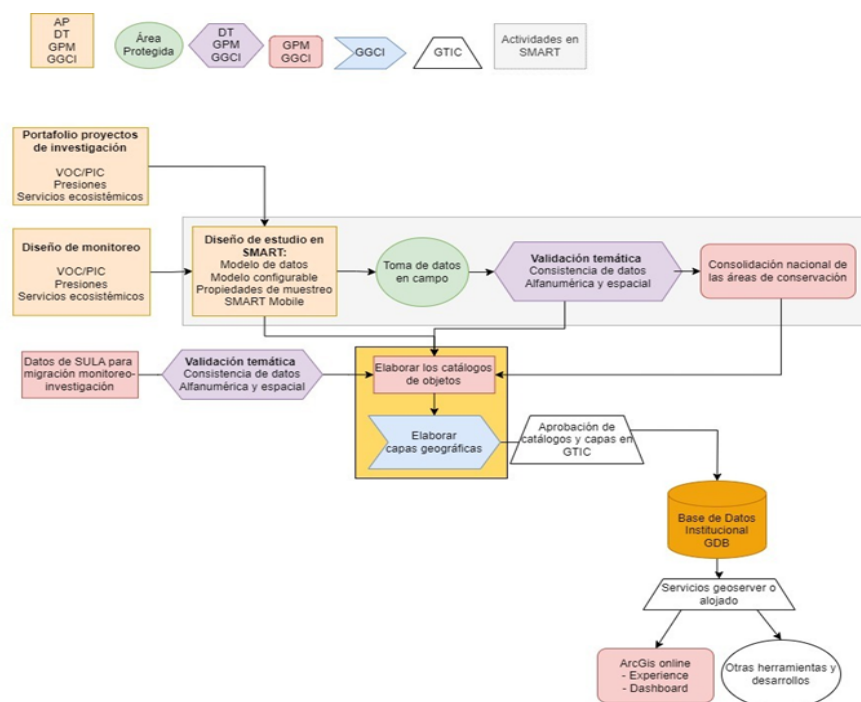 AP
DT
GPM
GGCI
Área
Protegida
DT
GPM
GGCI
GPM
GGCI
GGCI
GTIC
Actividades en
SMART
Portafolio proyectos
de investigación
VOC/PIC
Presiones
Servicios ecosistémicos
Diseño de monitoreo
VOC/PIC
Presiones
Servicios ecosistémicos
Diseño de estudio en
SMART:
Modelo de datos
Modelo configurable
Propiedades de muestreo
SMART Mobile
Toma de datos
en campo
Validación temática
Consistencia de datos
Alfanumérica y espacial
Consolidación nacional de
las áreas de conservación
Datos de SULA para
migración monitoreo-
investigación
Validación temática
Consistencia de datos
Alfanumérica y espacial
Elaborar los catálogos
de objetos
Elaborar
capas geográficas
Aprobación de
catálogos y capas en
GTIC
Base de Datos
Institucional
GDB
Servicios geoserver o
alojado
ArcGis online
- Experience
- Dashboard
Otras herramientas y
desarrollos